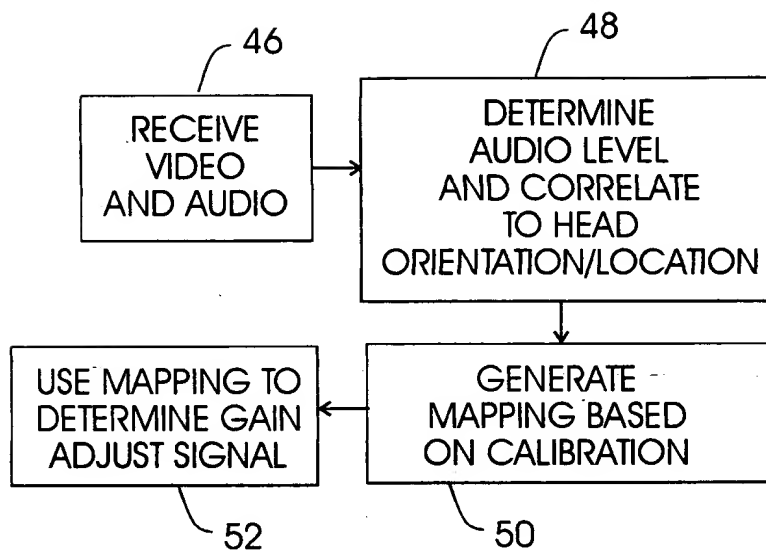 46
RECEIVE
VIDEO
AND AUDIO
48
DETERMINE
AUDIO LEVEL
AND CORRELATE
TO HEAD
ORIENTATION/LOCATION
GENERATE
MAPPING BASED
ON CALIBRATION
50
USE MAPPING TO
DETERMINE GAIN
ADJUST SIGNAL
52